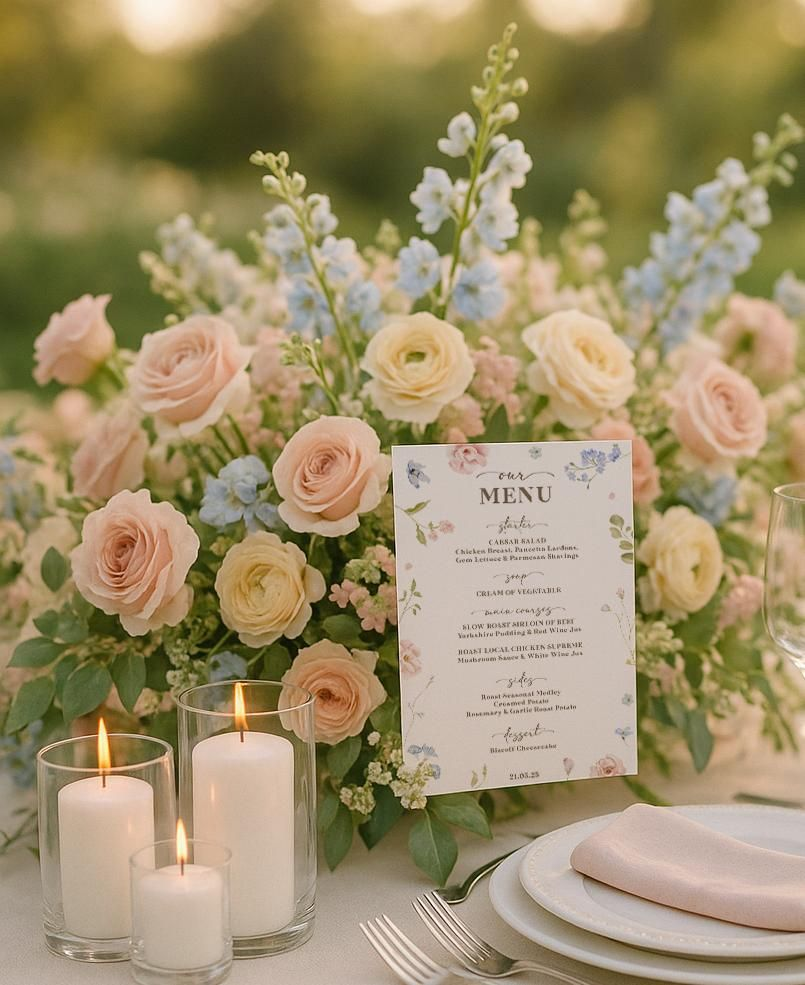 our
MENU
starter
CAESAR SALAD
Chicken Breast, Pancetta Lardons,
Gem Lettuce & Parmesan Shavings
soup
CREAM OF VEGETABLE
main courses
SLOW ROAST SIRLOIN OF BEEF
Yorkshire Pudding & Red Wine Jus
ROAST LOCAL CHICKEN SUPREME
Mushroom Sauce & White Wine Jus
sides
Roast Seasonal Medley
Creamed Potato
Rosemary & Garlic Roast Potato
dessert
Biscoff Cheesecake
21.05.25